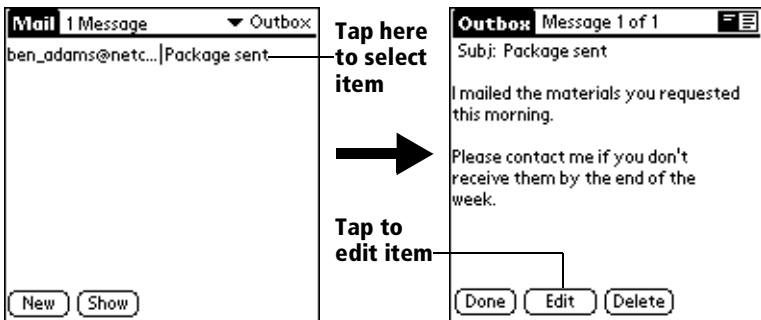 Mail 1 Message Outbox
ben_adams@netc... Package sent
New Show
Tap here
to select
item
Tap to
edit item
Outbox Message 1 of 1
Subj: Package sent
I mailed the materials you requested
this morning.
Please contact me if you don't
receive them by the end of the
week.
Done Edit Delete